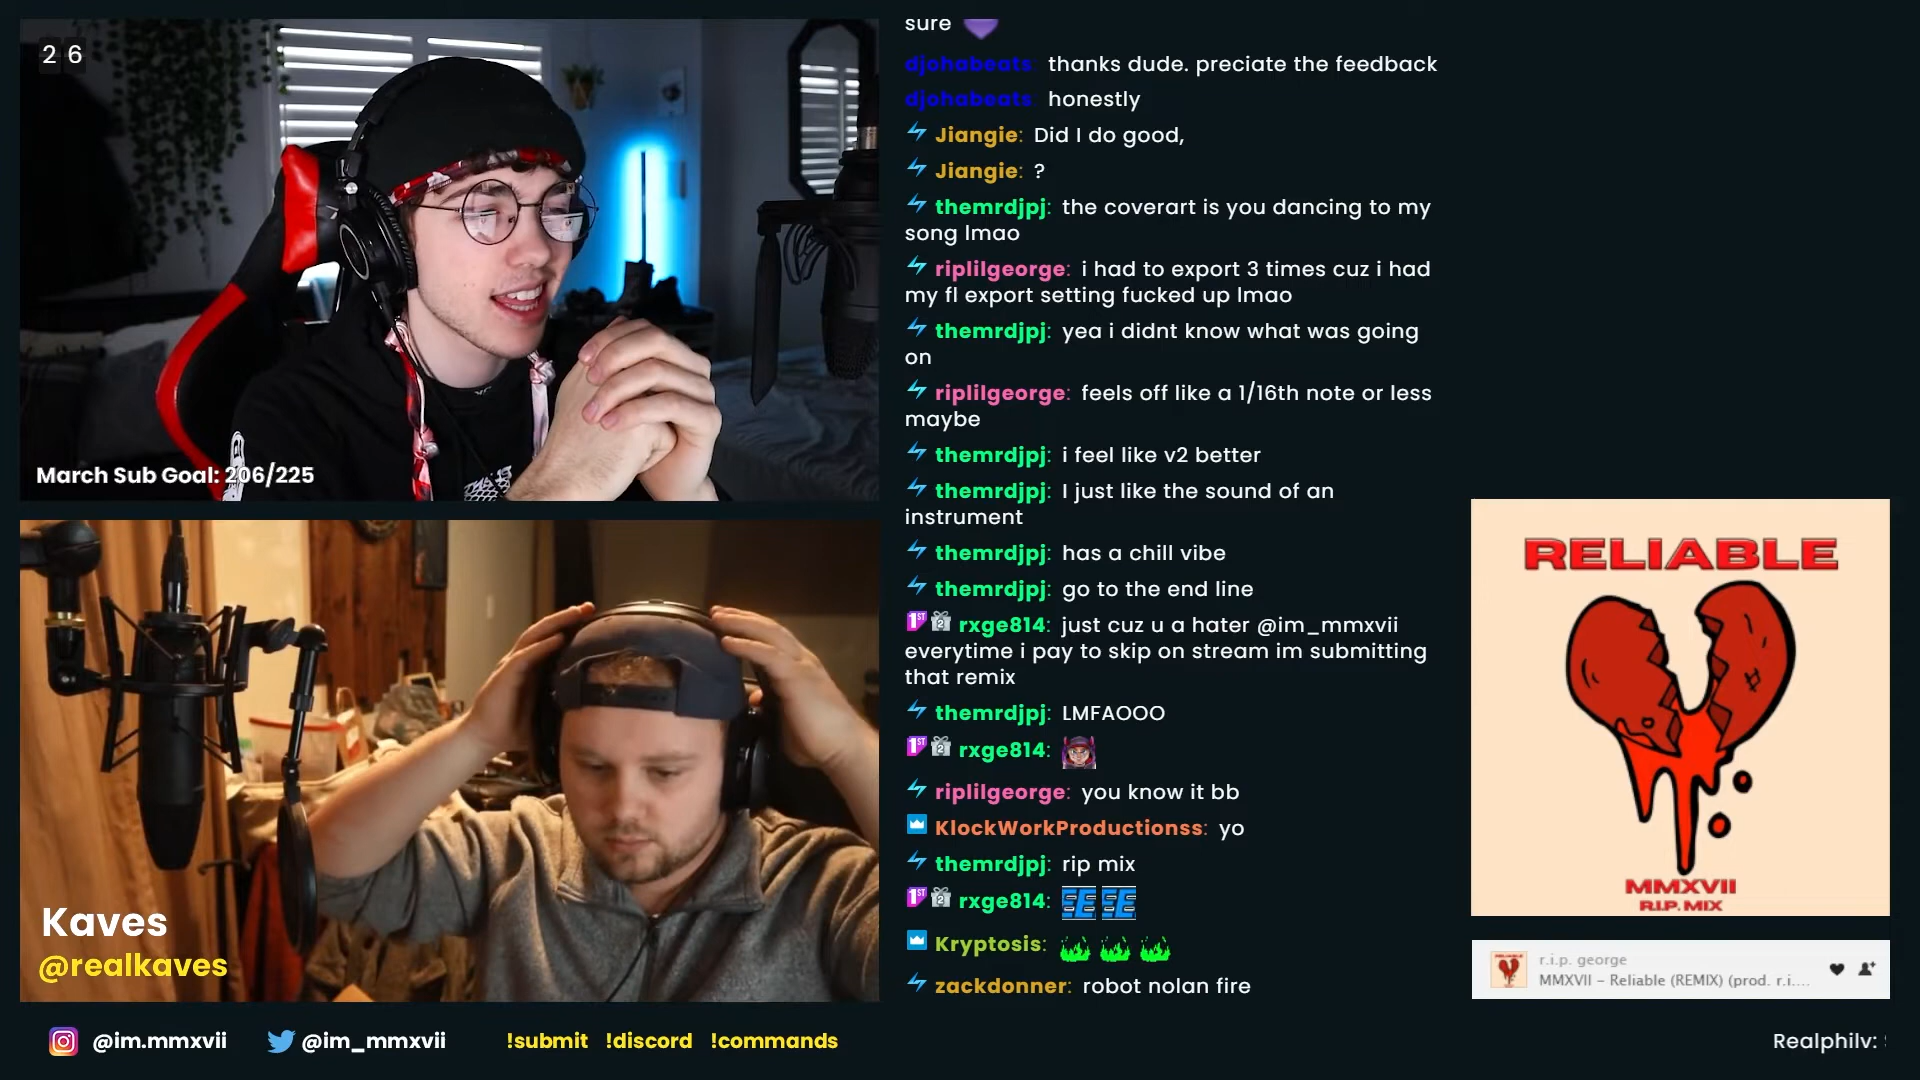 2 6
March Sub Goal: 206/225
Kaves
@realkaves
sure
djohabeats: thanks dude. preciate the feedback
djohabeats: honestly
Jiangie: Did I do good,
Jiangie: ?
themrdjpj: the coverart is you dancing to my
song lmao
riplilgeorge: i had to export 3 times cuz i had
my fl export setting fucked up lmao
themrdjpj: yea i didnt know what was going
on
riplilgeorge: feels off like a 1/16th note or less
maybe
themrdjpj: i feel like v2 better
themrdjpj: I just like the sound of an
instrument
themrdjpj: has a chill vibe
themrdjpj: go to the end line
rxge814: just cuz u a hater @im_mmxvii
everytime i pay to skip on stream im submitting
that remix
themrdjpj: LMFAOOO
rxge814:
riplilgeorge: you know it bb
KlockWorkProductionss: yo
themrdjpj: rip mix
rxge814:
Kryptosis:
zackdonner: robot nolan fire
RELIABLE
MMXVII
R.I.P. MIX
r.i.p. george
MMXVII – Reliable (REMIX) (prod. r.i....
@im.mmxvii @im_mmxvii !submit !discord !commands
Realphilv: